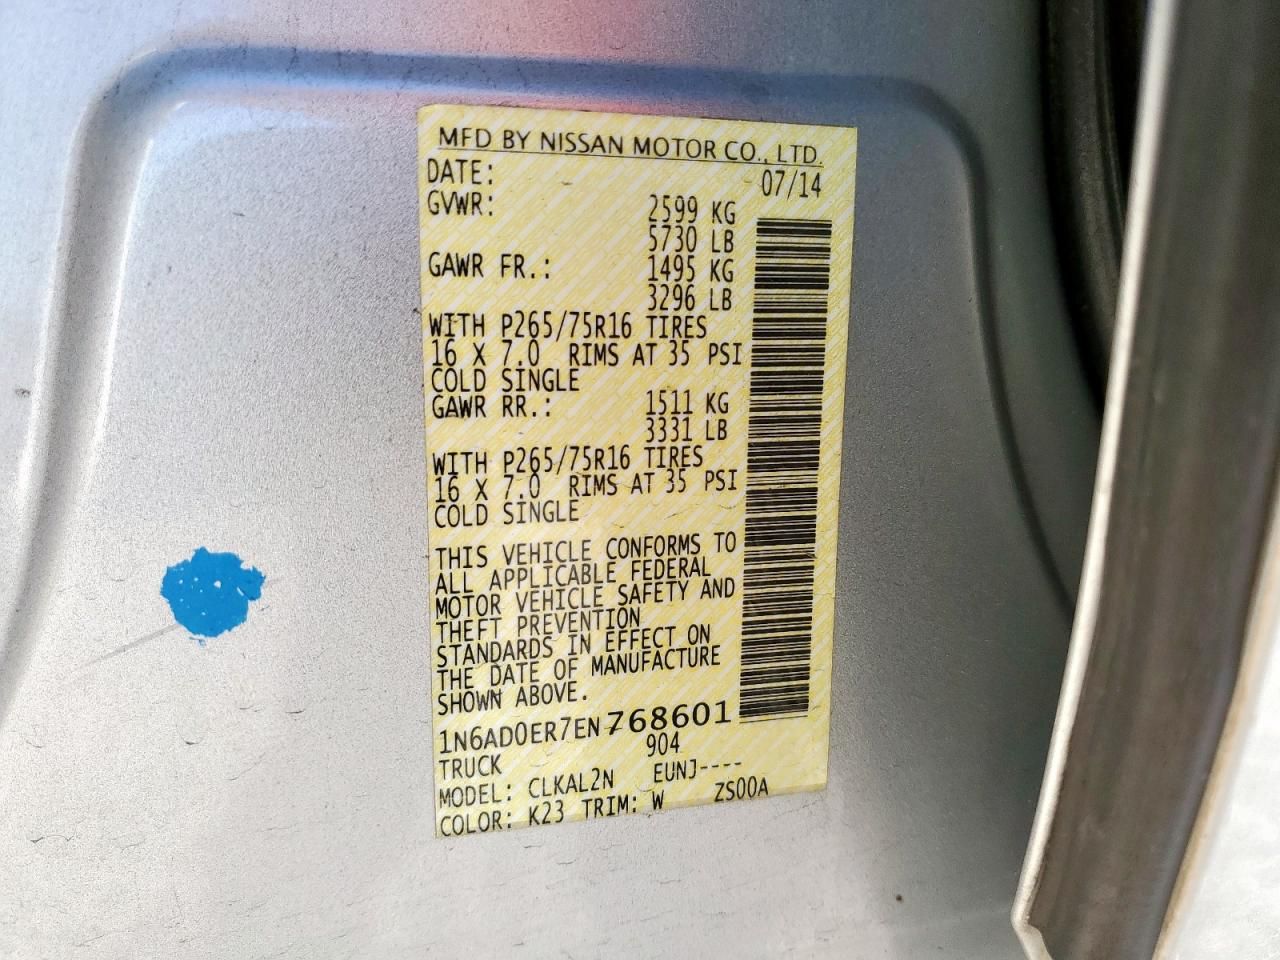 MFD BY NISSAN MOTOR CO., LTD.
DATE: 07/14
GVWR: 2599 KG
5730 LB
GAWR FR.: 1495 KG
3296 LB
WITH P265/75R16 TIRES
16 X 7.0 RIMS AT 35 PSI
COLD SINGLE
GAWR RR.: 1511 KG
3331 LB
WITH P265/75R16 TIRES
16 X 7.0 RIMS AT 35 PSI
COLD SINGLE
THIS VEHICLE CONFORMS TO
ALL APPLICABLE FEDERAL
MOTOR VEHICLE SAFETY AND
THEFT PREVENTION
STANDARDS IN EFFECT ON
THE DATE OF MANUFACTURE
SHOWN ABOVE.
1N6AD0ER7EN768601
TRUCK 904
MODEL: CLKAL2N EUNJ----
COLOR: K23 TRIM: W ZS00A